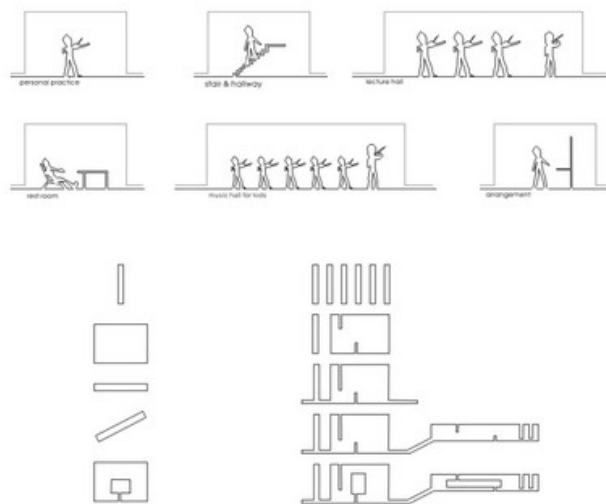 personal practice
stair & hallway
lecture hall
rest room
music hall for kids
arrangement